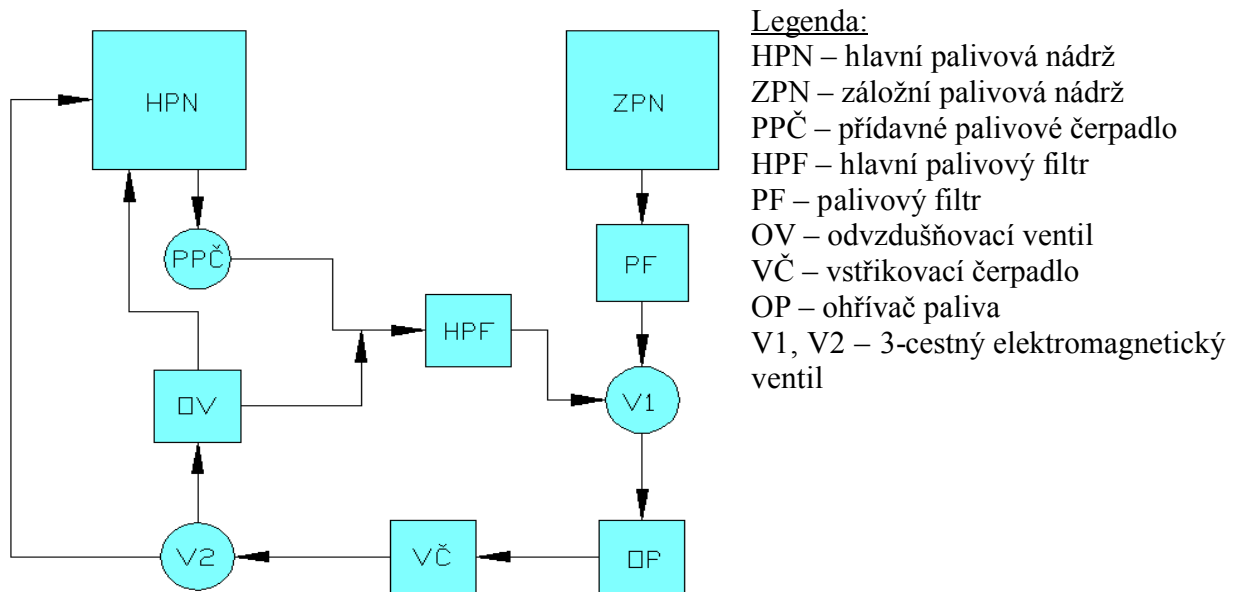 HPN
ZPN
PPČ
PF
HPF
OV
V1
V2
VČ
OP
Legenda:
HPN – hlavní palivová nádrž
ZPN – záložní palivová nádrž
PPČ – přídavné palivové čerpadlo
HPF – hlavní palivový filtr
PF – palivový filtr
OV – odvzdušňovací ventil
VČ – vstřikovací čerpadlo
OP – ohřívač paliva
V1, V2 – 3-cestný elektromagnetický
ventil